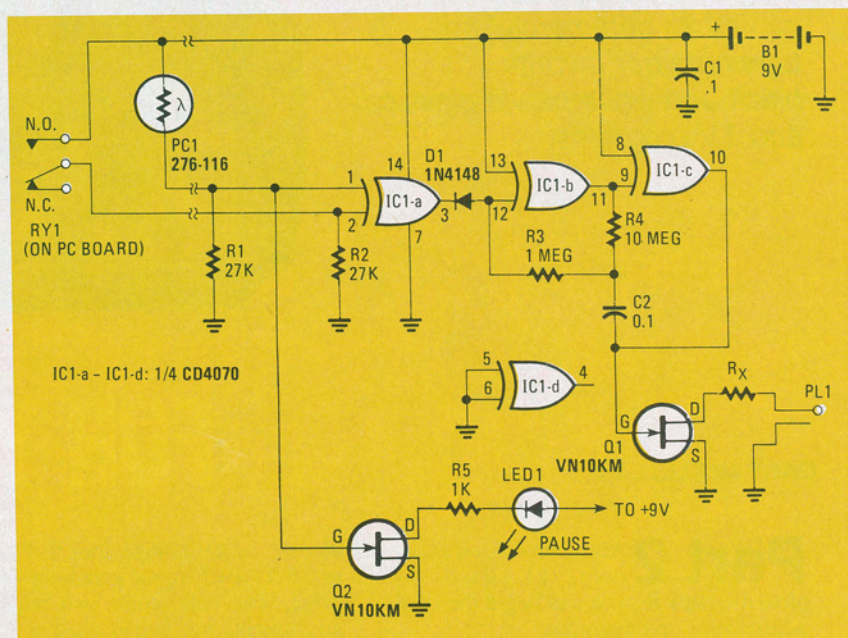 +
B1
9V
C1
.1
N.O.
λ
PC1
276-116
N.C.
RY1
(ON PC BOARD)
14
D1
1N4148
1
2
IC1-a
3
7
13
12
IC1-b
11
8
9
IC1-c
10
R4
10 MEG
R3
1 MEG
R1
27K
R2
27K
C2
0.1
IC1-a – IC1-d: 1/4 CD4070
5
6
IC1-d
4
RX
PL1
G
D
S
Q1
VN10KM
R5
1K
LED1
TO +9V
PAUSE
G
D
S
Q2
VN10KM